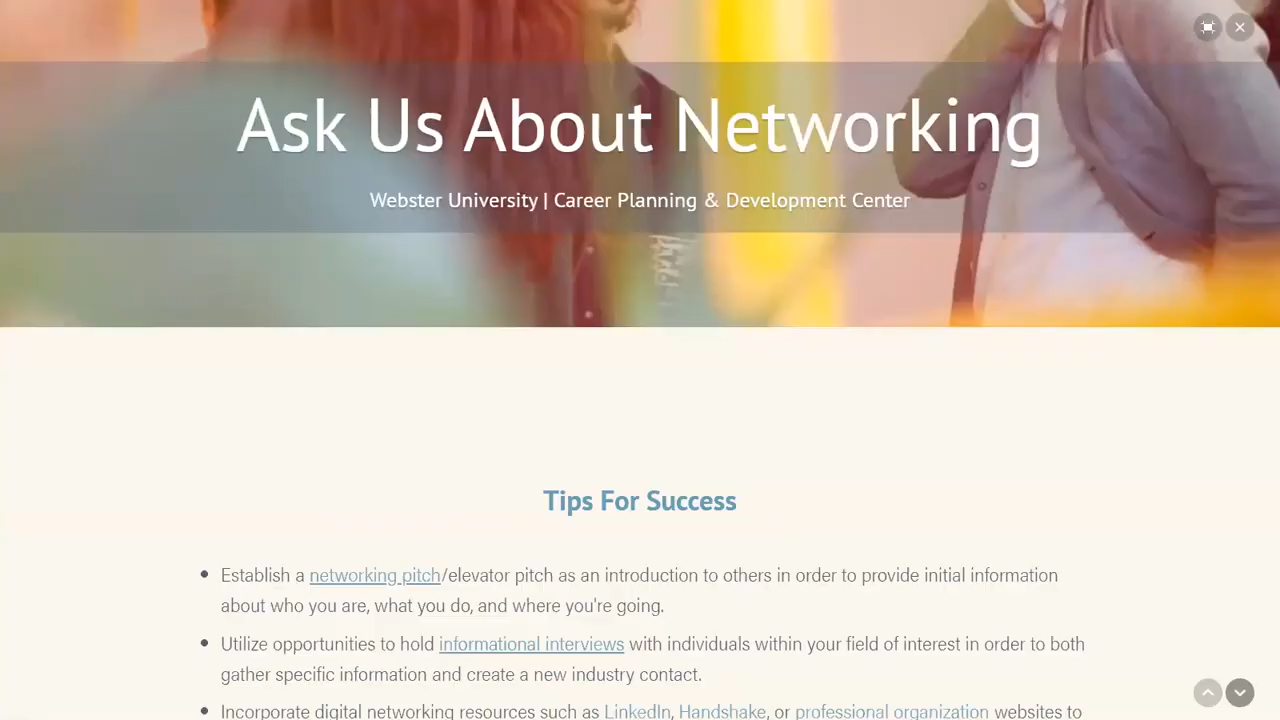 Ask Us About Networking
Webster University | Career Planning & Development Center
Tips For Success
• Establish a networking pitch/elevator pitch as an introduction to others in order to provide initial information
about who you are, what you do, and where you're going.
• Utilize opportunities to hold informational interviews with individuals within your field of interest in order to both
gather specific information and create a new industry contact.
• Incorporate digital networking resources such as LinkedIn, Handshake, or professional organization websites to